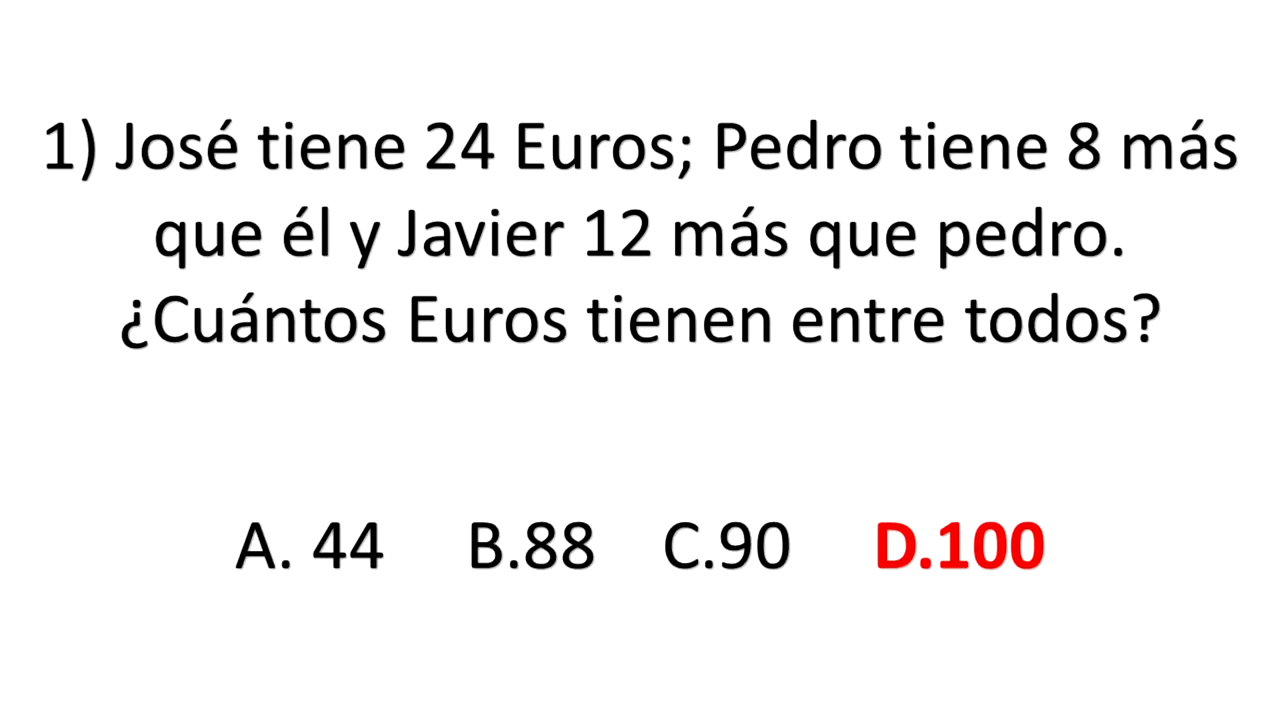 1) José tiene 24 Euros; Pedro tiene 8 más
que él y Javier 12 más que pedro.
¿Cuántos Euros tienen entre todos?
A. 44 B.88 C.90 D.100